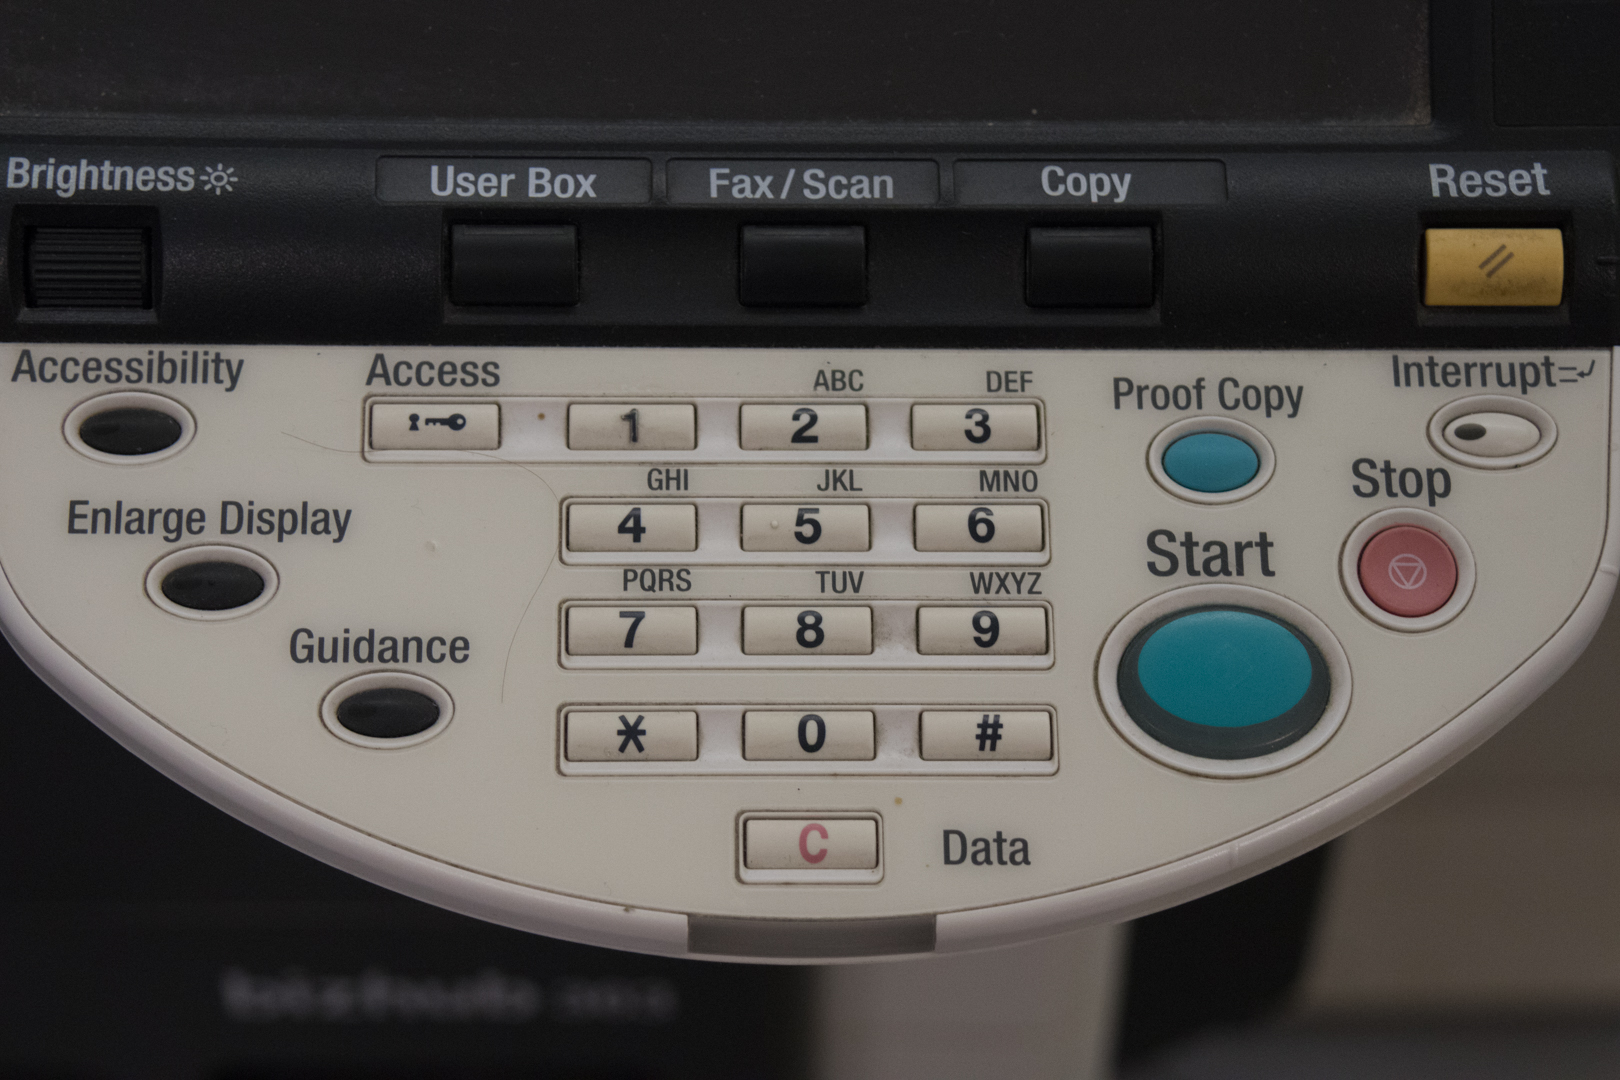 Brightness
User Box
Fax / Scan
Copy
Reset
Accessibility
Access
ABC
DEF
Proof Copy
Interrupt
1
2
3
GHI
JKL
MNO
Stop
Enlarge Display
4
5
6
Start
PQRS
TUV
WXYZ
7
8
9
Guidance
*
0
#
C
Data